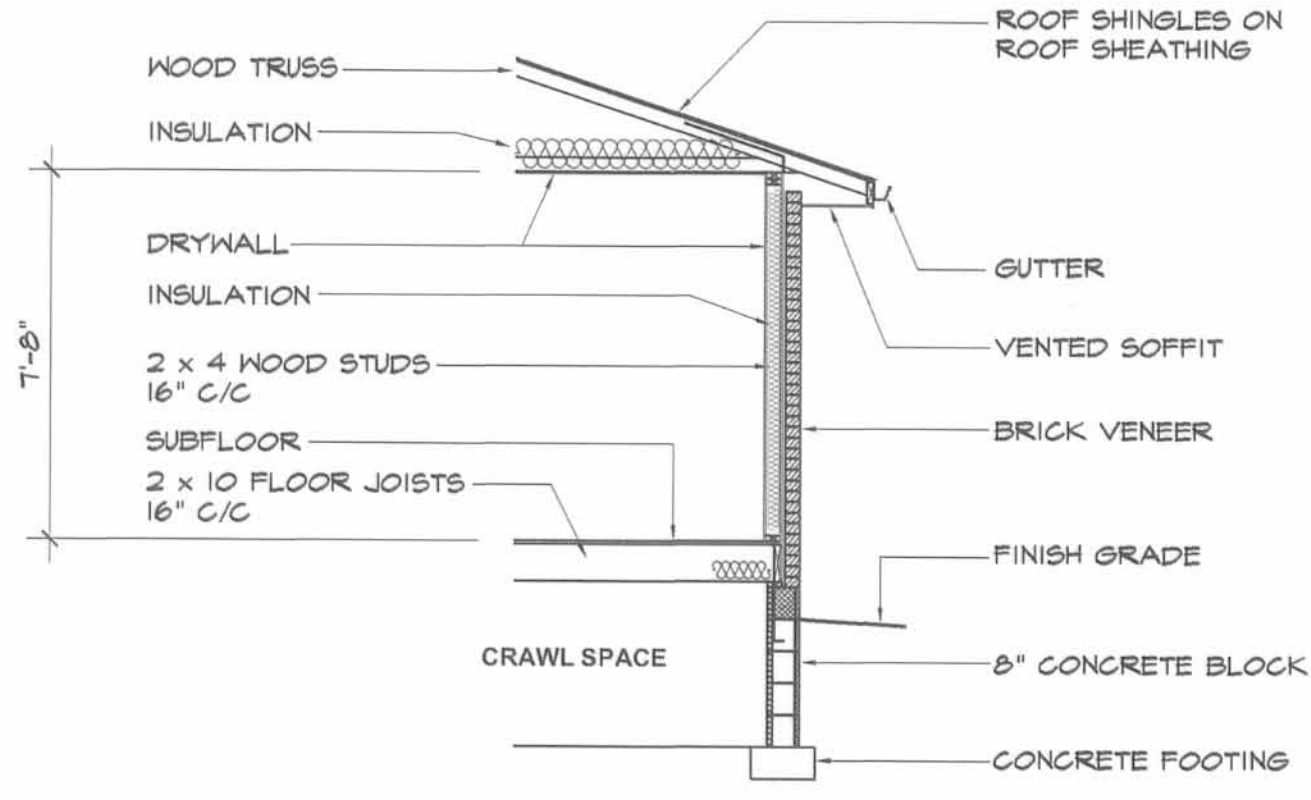 ROOF SHINGLES ON
ROOF SHEATHING
WOOD TRUSS
INSULATION
DRYWALL
GUTTER
INSULATION
7'-8"
VENTED SOFFIT
2 x 4 WOOD STUDS
16" C/C
BRICK VENEER
SUBFLOOR
2 x 10 FLOOR JOISTS
16" C/C
FINISH GRADE
CRAWL SPACE
8" CONCRETE BLOCK
CONCRETE FOOTING